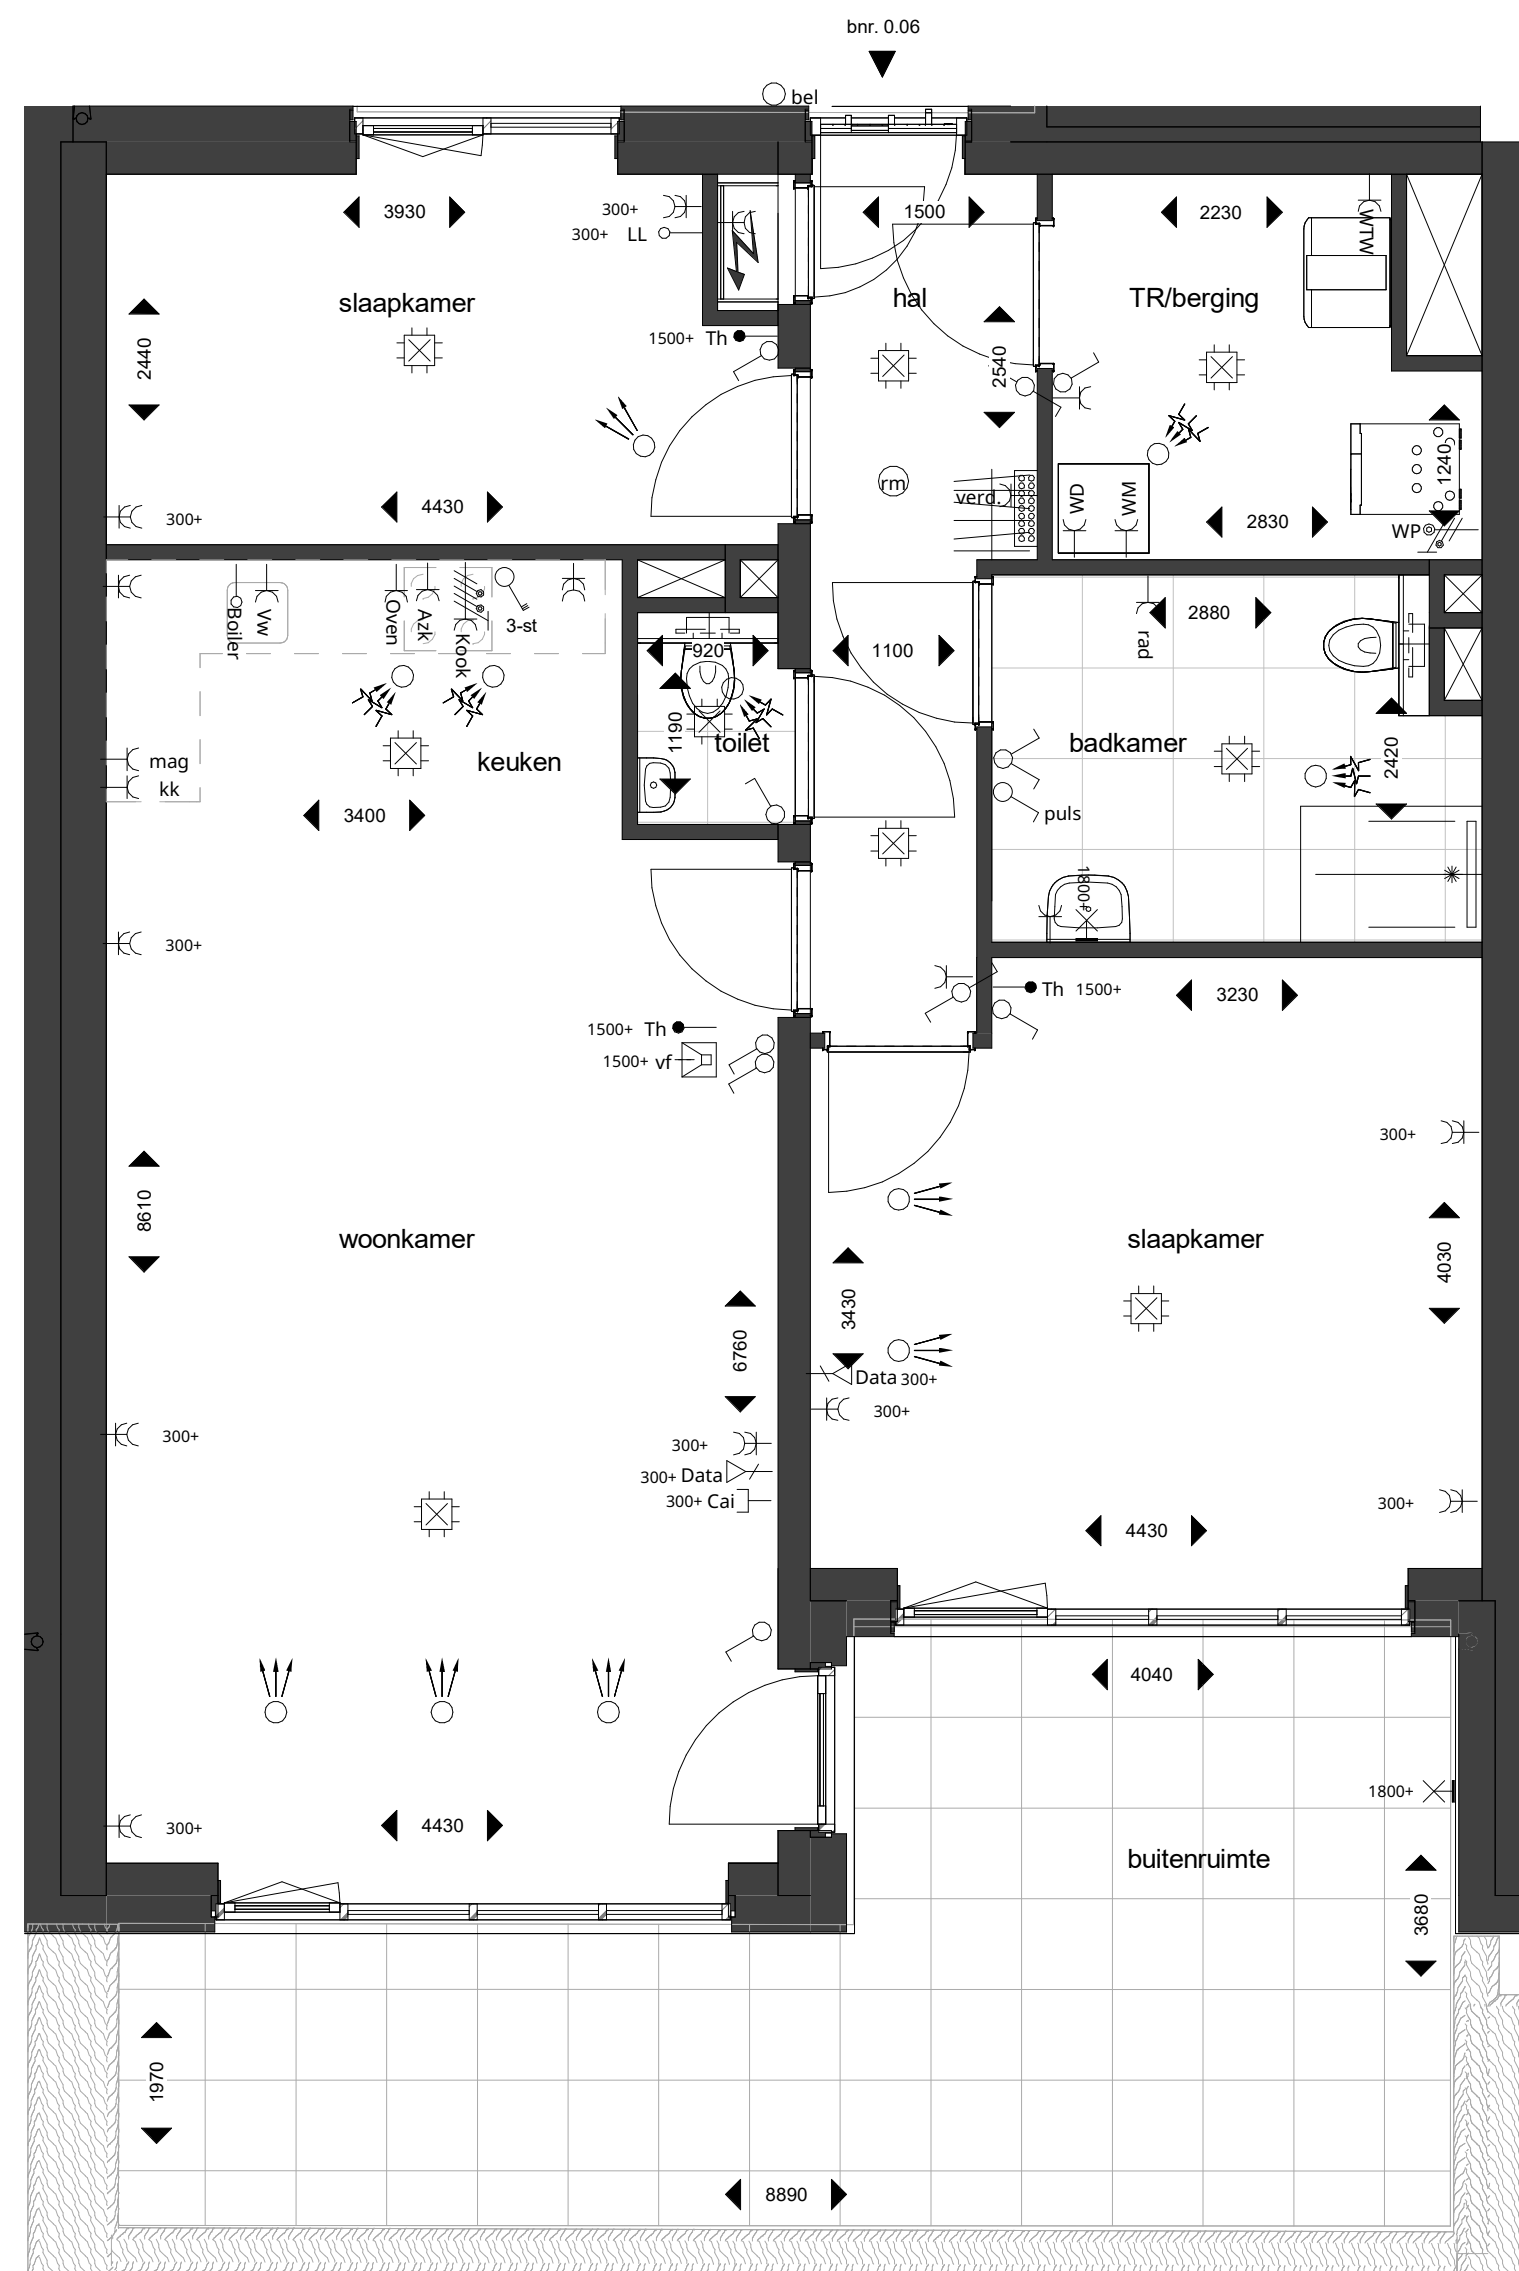 bnr. 0.06
bel
3930
300+
300+ LL
1500
2230
WTW
slaapkamer
hal
TR/berging
2440
1500+ Th
2540
rm
verd.
WD
WM
1240
4430
300+
2830
WP
Boiler
Vw
Oven
Azk
Kook
3-st
920
1100
rad
2880
1190
toilet
badkamer
2420
keuken
mag
kk
3400
puls
1800+
300+
Th 1500+
3230
1500+ Th
1500+ vf
300+
8610
woonkamer
slaapkamer
4030
3430
6760
Data 300+
300+
300+
300+
300+ Data
300+ Cai
300+
4430
4040
1800+
300+
4430
buitenruimte
3680
1970
8890